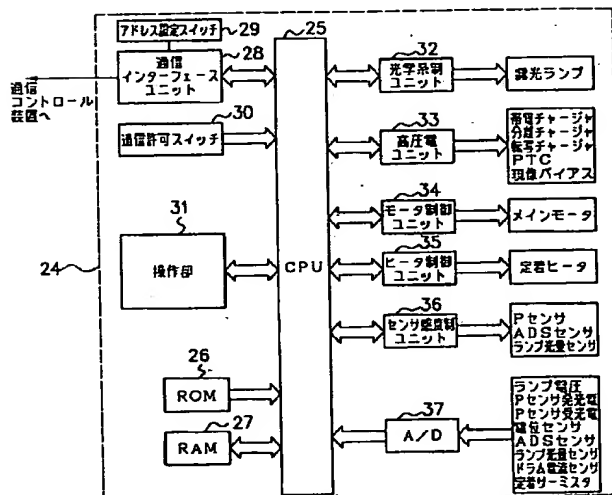 アドレス設定スイッチ
29
通信
インターフェース
ユニット
28
通信
コントロール
装置へ
30
通信許可スイッチ
31
操作部
24
26
ROM
27
RAM
25
CPU
32
光学系制
ユニット
露光ランプ
33
高圧電
ユニット
帯電チャージャ
分離チャージャ
転写チャージャ
PTC
現像バイアス
34
モータ制御
ユニット
メインモータ
35
ヒータ制御
ユニット
定着ヒータ
36
センサ感度制
ユニット
Pセンサ
ADSセンサ
ランプ光量センサ
37
A/D
ランプ電圧
Pセンサ発光電
Pセンサ受光電
電位センサ
ADSセンサ
ランプ光量センサ
ドラム電流センサ
定着サーミスタ